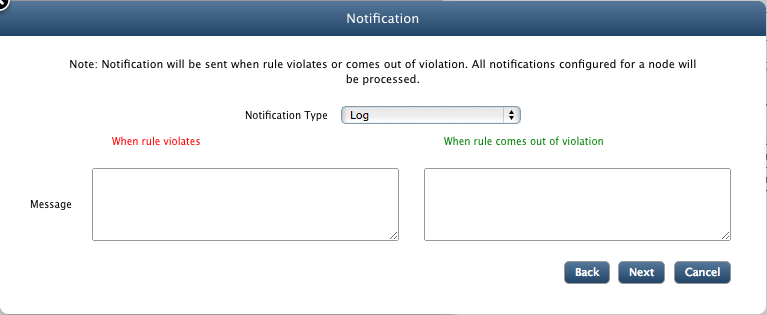 Notification
Note: Notification will be sent when rule violates or comes out of violation. All notifications configured for a node will
be processed.
Notification Type Log
When rule violates When rule comes out of violation
Message
Back Next Cancel